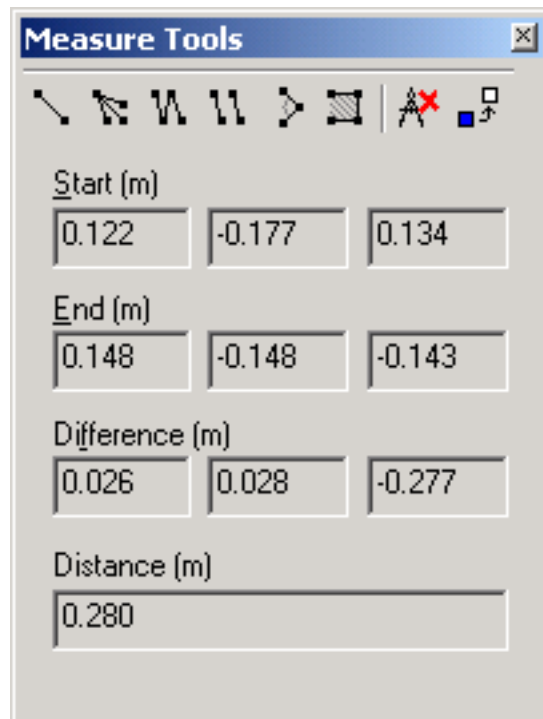 Measure Tools
Start (m)
0.122 -0.177 0.134
End (m)
0.148 -0.148 -0.143
Difference (m)
0.026 0.028 -0.277
Distance (m)
0.280